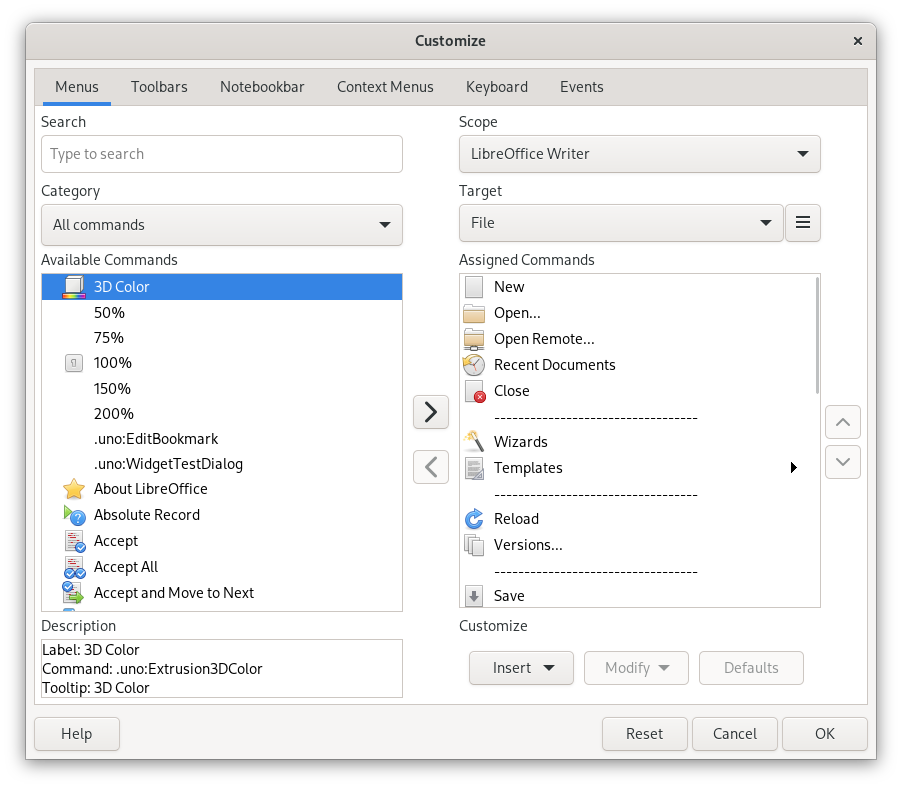 Customize
Menus
Toolbars
Notebookbar
Context Menus
Keyboard
Events
Search
Type to search
Category
All commands
Available Commands
3D Color
50%
75%
100%
150%
200%
.uno:EditBookmark
.uno:WidgetTestDialog
About LibreOffice
Absolute Record
Accept
Accept All
Accept and Move to Next
Description
Label: 3D Color
Command: .uno:Extrusion3DColor
Tooltip: 3D Color
Scope
LibreOffice Writer
Target
File
Assigned Commands
New
Open...
Open Remote...
Recent Documents
Close
----------------------------------
Wizards
Templates
----------------------------------
Reload
Versions...
----------------------------------
Save
Customize
Insert
Modify
Defaults
Help
Reset
Cancel
OK